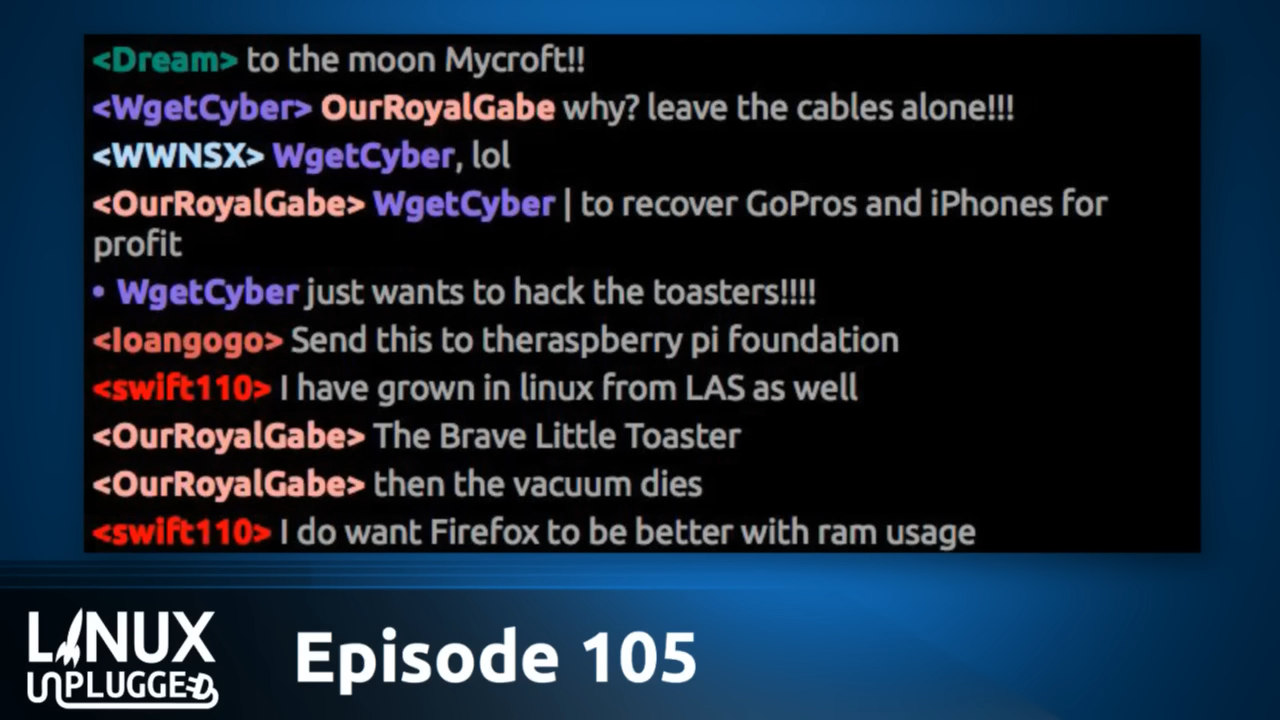 <Dream> to the moon Mycroft!!
<WgetCyber> OurRoyalGabe why? leave the cables alone!!!
<WWNSX> WgetCyber, lol
<OurRoyalGabe> WgetCyber | to recover GoPros and iPhones for
profit
• WgetCyber just wants to hack the toasters!!!!
<Ioangogo> Send this to theraspberry pi foundation
<swift110> I have grown in linux from LAS as well
<OurRoyalGabe> The Brave Little Toaster
<OurRoyalGabe> then the vacuum dies
<swift110> I do want Firefox to be better with ram usage
LINUX
UNPLUGGED
Episode 105